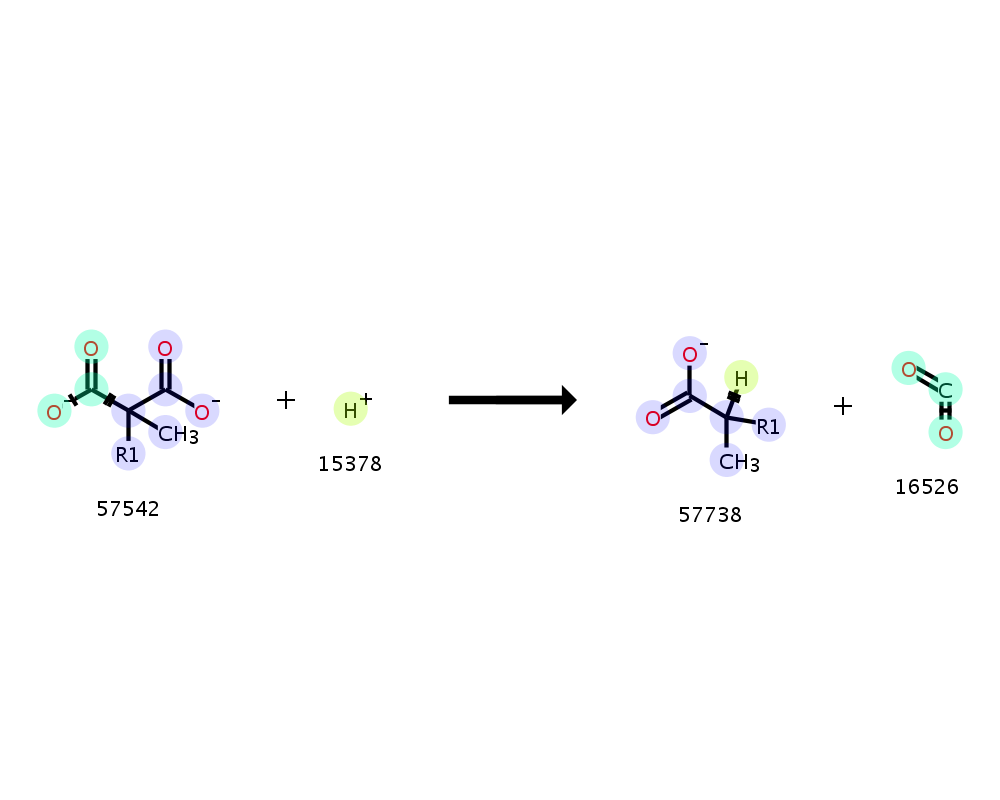 O O
O⁻ O⁻
R1 CH₃
57542
+
H⁺
15378
O⁻ H
O R1
CH₃
57738
+
O C
O
16526